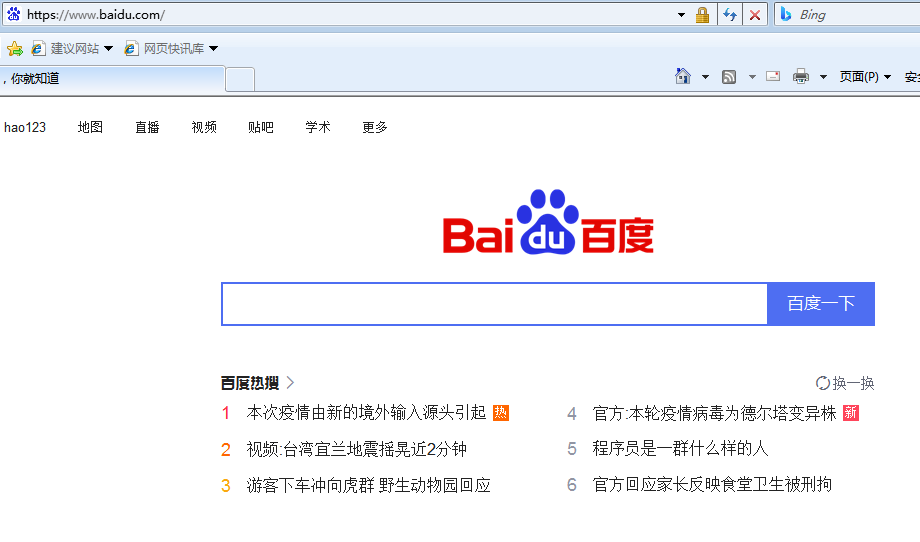 https://www.baidu.com/
Bing
建议网站 网页快讯库
，你就知道
页面(P) 安全
hao123 地图 直播 视频 贴吧 学术 更多
Baidu百度
百度一下
百度热搜 换一换
1 本次疫情由新的境外输入源头引起 热
4 官方:本轮疫情病毒为德尔塔变异株 新
2 视频:台湾宜兰地震摇晃近2分钟
5 程序员是一群什么样的人
3 游客下车冲向虎群 野生动物园回应
6 官方回应家长反映食堂卫生被刑拘